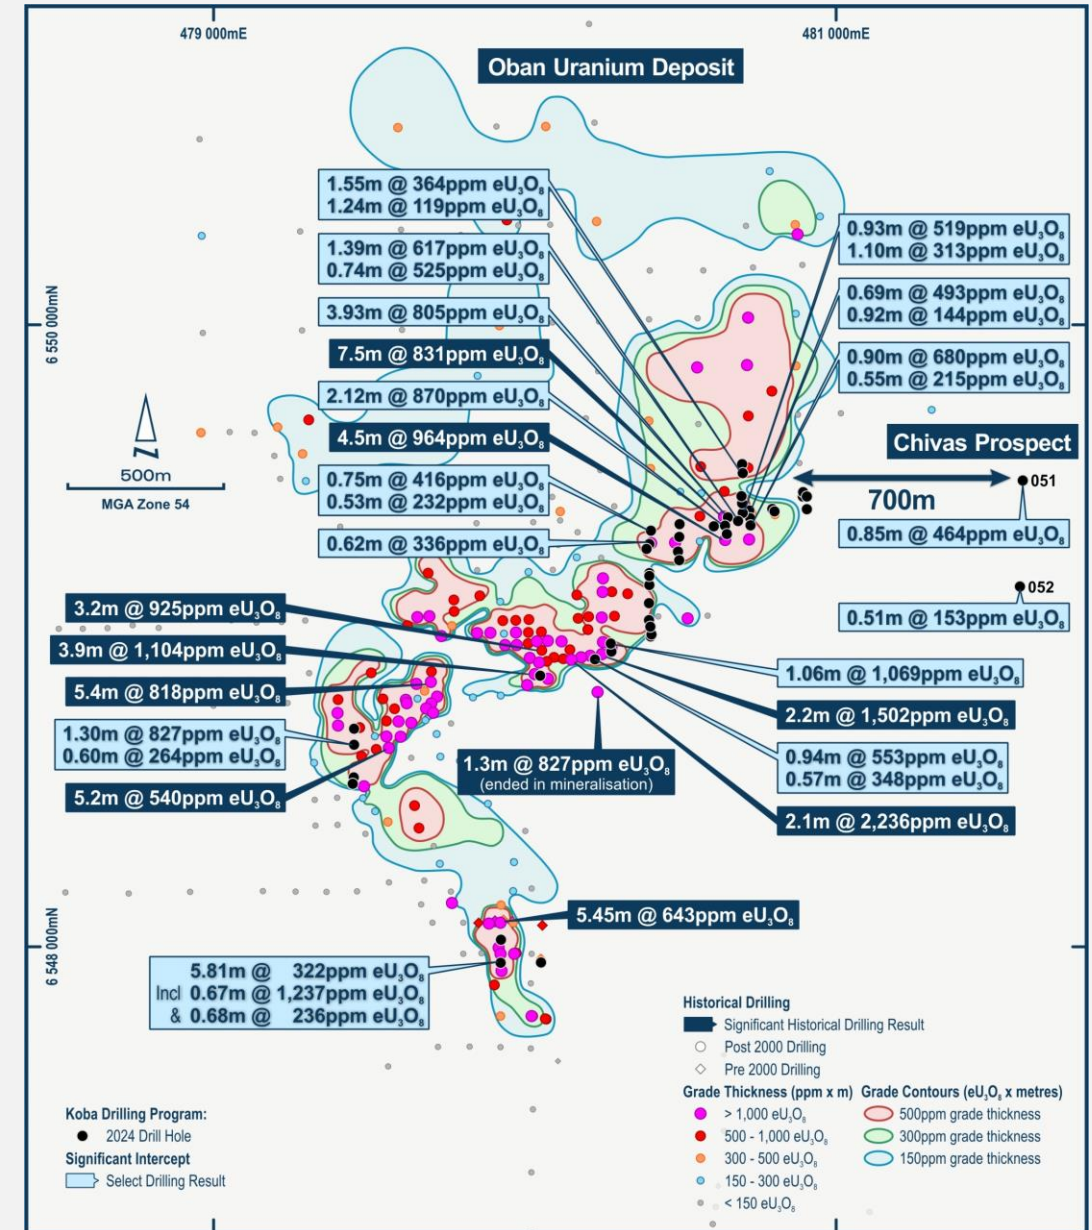 479 000mE
481 000mE
Oban Uranium Deposit
1.55m @ 364ppm eU₃O₈
1.24m @ 119ppm eU₃O₈
0.93m @ 519ppm eU₃O₈
1.10m @ 313ppm eU₃O₈
1.39m @ 617ppm eU₃O₈
0.74m @ 525ppm eU₃O₈
0.69m @ 493ppm eU₃O₈
0.92m @ 144ppm eU₃O₈
6 550 000mN
3.93m @ 805ppm eU₃O₈
7.5m @ 831ppm eU₃O₈
0.90m @ 680ppm eU₃O₈
0.55m @ 215ppm eU₃O₈
2.12m @ 870ppm eU₃O₈
4.5m @ 964ppm eU₃O₈
N
500m
MGA Zone 54
Chivas Prospect
700m
051
0.85m @ 464ppm eU₃O₈
0.75m @ 416ppm eU₃O₈
0.53m @ 232ppm eU₃O₈
0.62m @ 336ppm eU₃O₈
052
0.51m @ 153ppm eU₃O₈
3.2m @ 925ppm eU₃O₈
3.9m @ 1,104ppm eU₃O₈
5.4m @ 818ppm eU₃O₈
1.30m @ 827ppm eU₃O₈
0.60m @ 264ppm eU₃O₈
5.2m @ 540ppm eU₃O₈
1.06m @ 1,069ppm eU₃O₈
2.2m @ 1,502ppm eU₃O₈
1.3m @ 827ppm eU₃O₈
(ended in mineralisation)
0.94m @ 553ppm eU₃O₈
0.57m @ 348ppm eU₃O₈
2.1m @ 2,236ppm eU₃O₈
6 548 000mN
5.45m @ 643ppm eU₃O₈
5.81m @ 322ppm eU₃O₈
Incl 0.67m @ 1,237ppm eU₃O₈
& 0.68m @ 236ppm eU₃O₈
Koba Drilling Program:
2024 Drill Hole
Significant Intercept
Select Drilling Result
Historical Drilling
Significant Historical Drilling Result
Post 2000 Drilling
Pre 2000 Drilling
Grade Thickness (ppm x m)
> 1,000 eU₃O₈
500 - 1,000 eU₃O₈
300 - 500 eU₃O₈
150 - 300 eU₃O₈
< 150 eU₃O₈
Grade Contours (eU₃O₈ x metres)
500ppm grade thickness
300ppm grade thickness
150ppm grade thickness